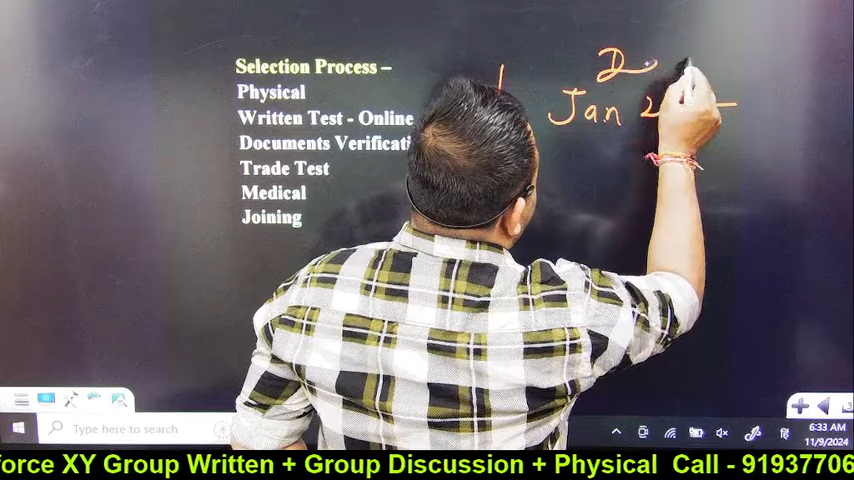 Selection Process –
Physical
Written Test - Online
Documents Verificati
Trade Test
Medical
Joining
D
Jan 2
Type here to search
6:33 AM
11/9/2024
force XY Group Written + Group Discussion + Physical Call - 91937706